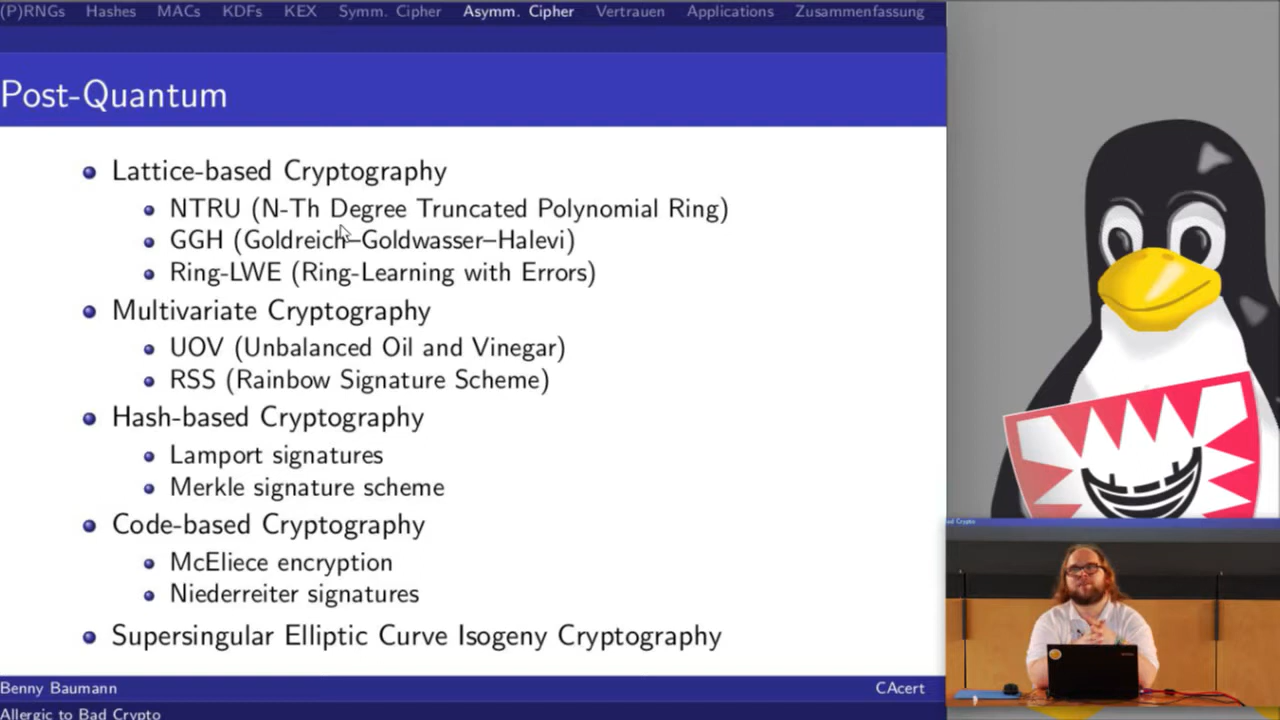 (P)RNGs Hashes MACs KDFs KEX Symm. Cipher Asymm. Cipher Vertrauen Applications Zusammenfassung
Post-Quantum
Lattice-based Cryptography
NTRU (N-Th Degree Truncated Polynomial Ring)
GGH (Goldreich–Goldwasser–Halevi)
Ring-LWE (Ring-Learning with Errors)
Multivariate Cryptography
UOV (Unbalanced Oil and Vinegar)
RSS (Rainbow Signature Scheme)
Hash-based Cryptography
Lamport signatures
Merkle signature scheme
Code-based Cryptography
McEliece encryption
Niederreiter signatures
Supersingular Elliptic Curve Isogeny Cryptography
Benny Baumann CAcert
Allergic to Bad Crypto
ad Crypto